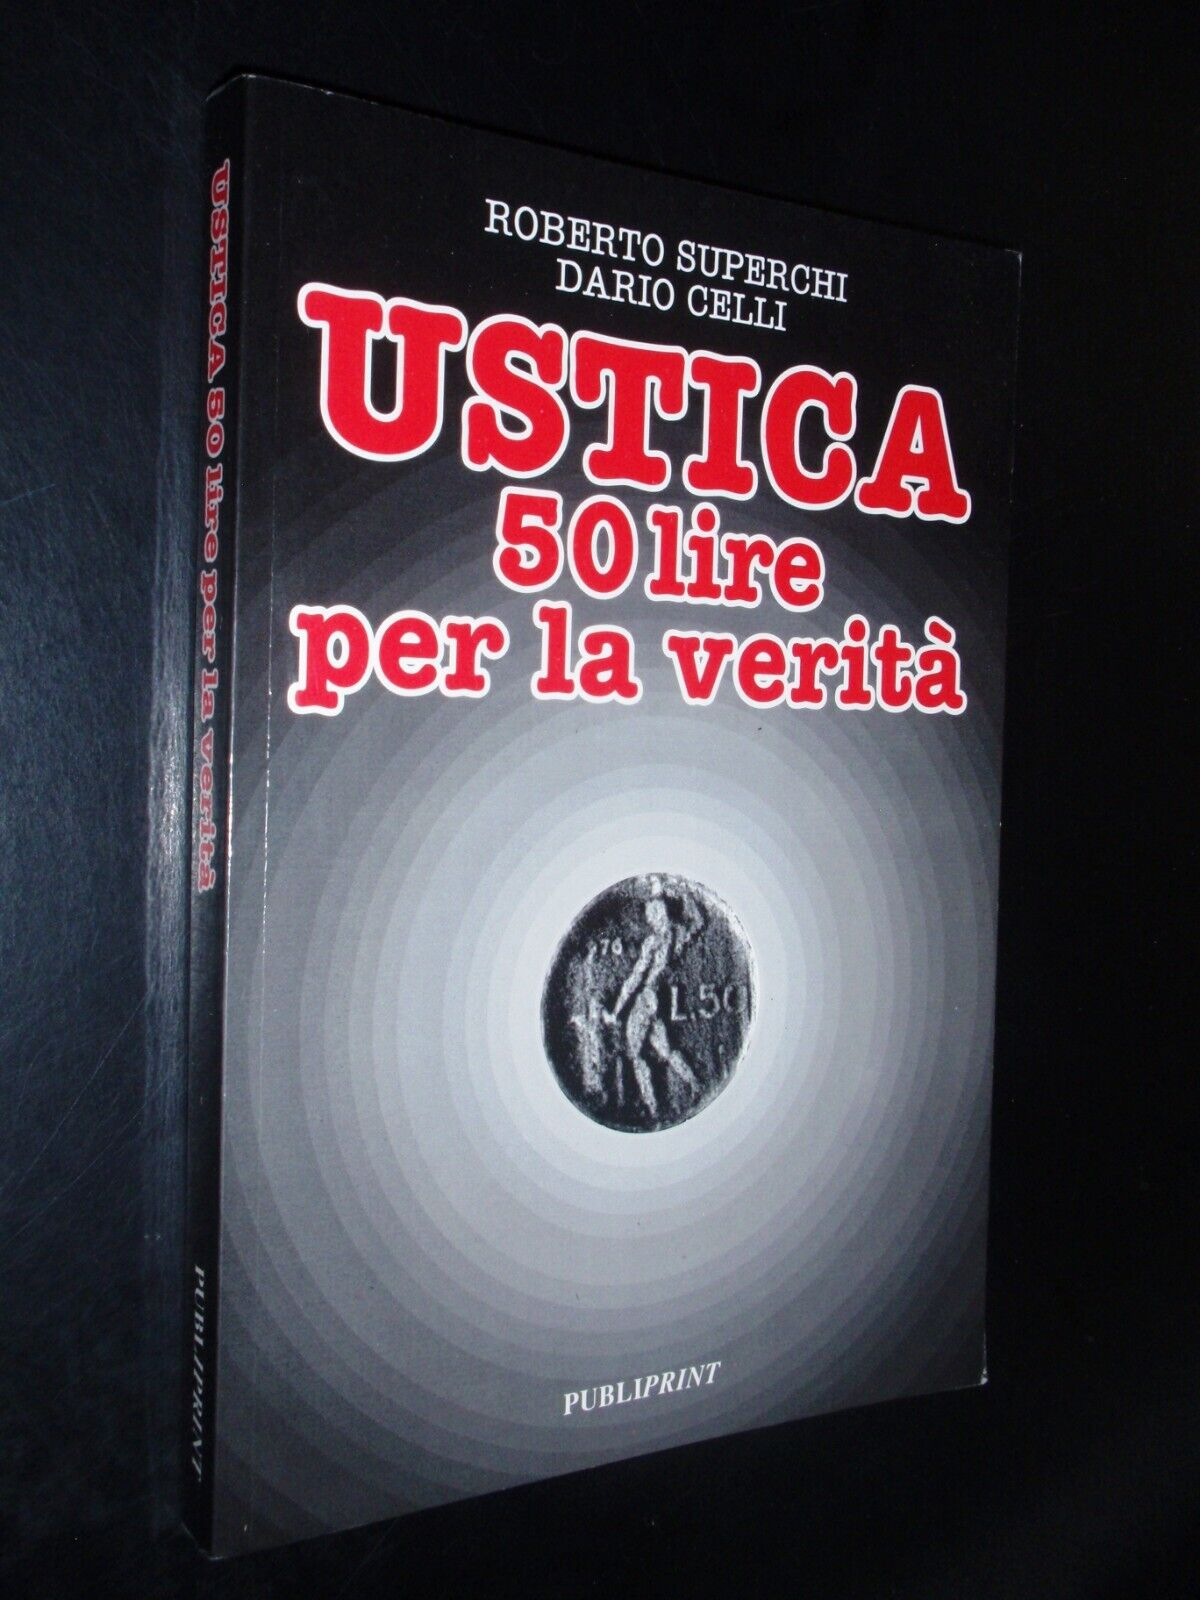 ROBERTO SUPERCHI
DARIO CELLI
USTICA
50 lire
per la verità
276
L.50
PUBLIPRINT
USTICA 50 lire per la verità
PUBLIPRINT